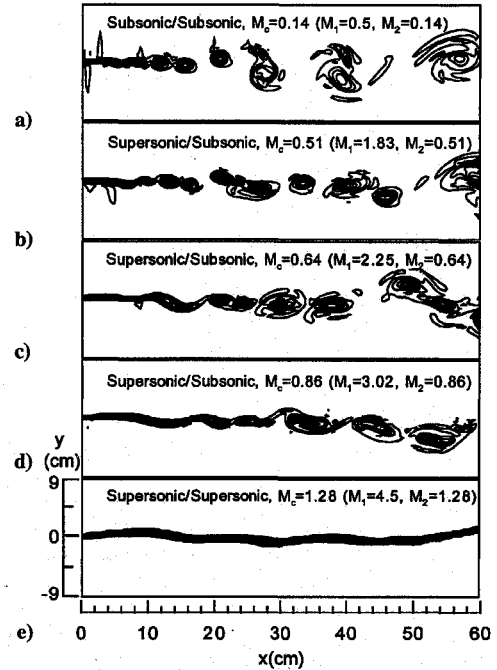 Subsonic/Subsonic, Mc=0.14 (M1=0.5, M2=0.14)
a)
Supersonic/Subsonic, Mc=0.51 (M1=1.83, M2=0.51)
b)
Supersonic/Subsonic, Mc=0.64 (M1=2.25, M2=0.64)
c)
Supersonic/Subsonic, Mc=0.86 (M1=3.02, M2=0.86)
d)
y
(cm)
9
Supersonic/Supersonic, Mc=1.28 (M1=4.5, M2=1.28)
0
-9
0 10 20 30 40 50 60
e)
x(cm)